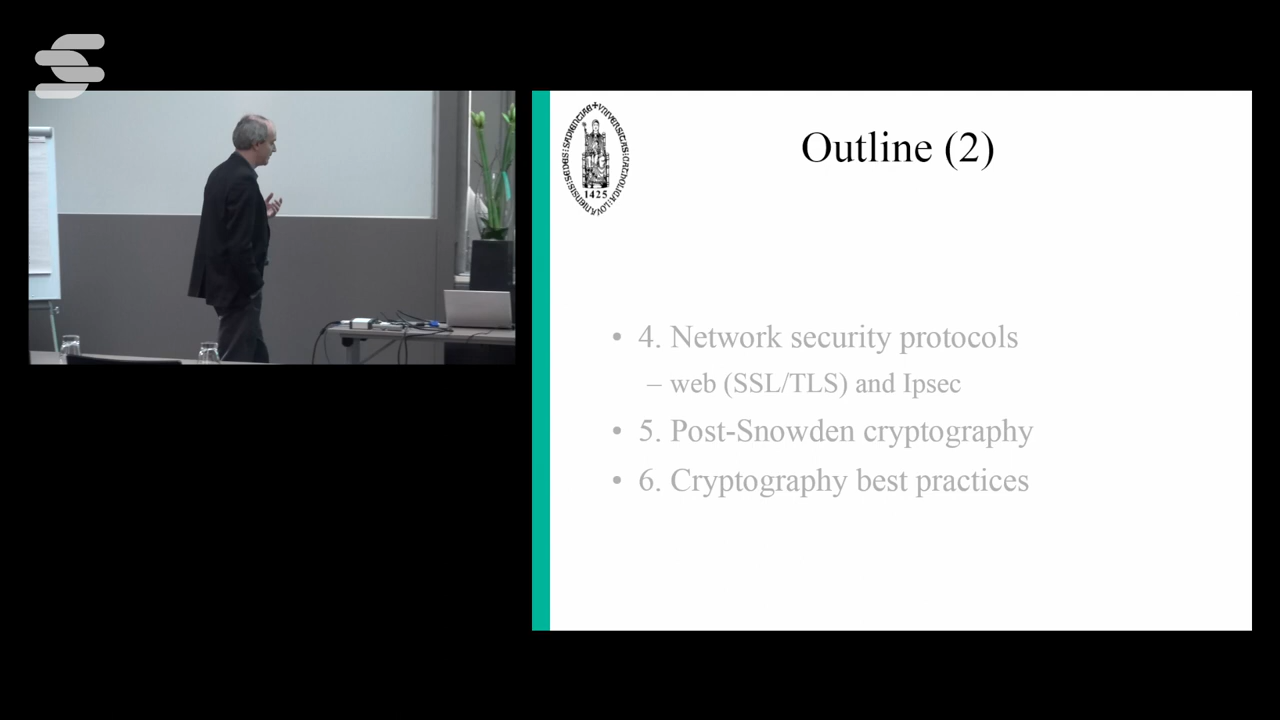 Outline (2)
1425
• 4. Network security protocols
– web (SSL/TLS) and Ipsec
• 5. Post-Snowden cryptography
• 6. Cryptography best practices